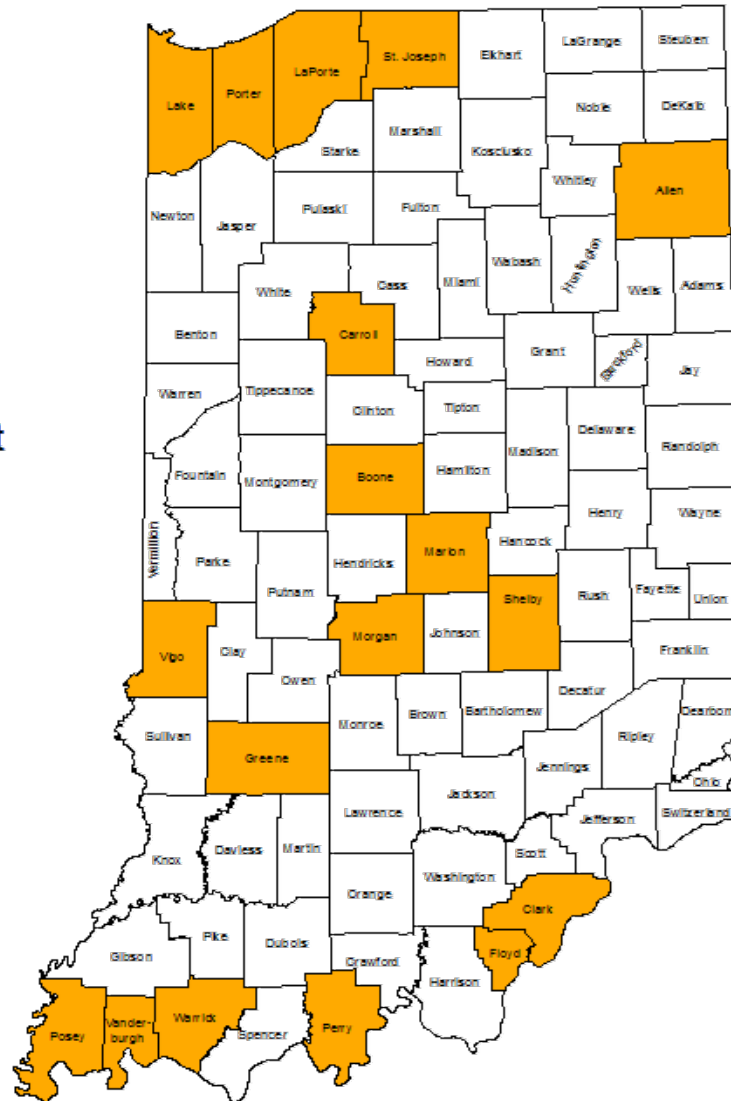 St. Joseph
Elkhart
LaGrange
Steuben
LaPorte
Lake
Porter
Noble
DeKalb
Marshall
Starke
Kosciusko
Whitley
Allen
Newton
Jasper
Pulaski
Fulton
Wabash
Huntington
Miami
Cass
White
Wells
Adams
Benton
Carroll
Howard
Grant
Jay
Warren
Tippecanoe
Clinton
Tipton
Delaware
Randolph
t
Fountain
Montgomery
Boone
Hamilton
Madison
Henry
Wayne
Vermillion
Parke
Putnam
Hendricks
Marion
Hancock
Rush
Fayette
Union
Shelby
Vigo
Clay
Owen
Morgan
Johnson
Franklin
Decatur
Sullivan
Greene
Monroe
Brown
Bartholomew
Ripley
Dearborn
Jennings
Ohio
Jackson
Lawrence
Jefferson
Switzerland
Knox
Daviess
Martin
Scott
Washington
Orange
Clark
Pike
Dubois
Gibson
Crawford
Floyd
Harrison
Posey
Vander-
burgh
Warrick
Spencer
Perry